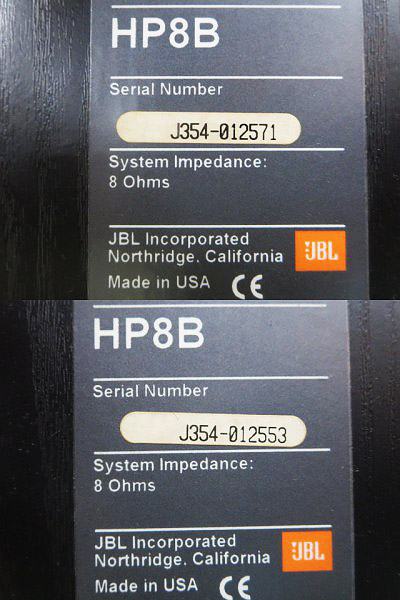 HP8B
Serial Number
J354-012571
System Impedance:
8 Ohms
JBL Incorporated
Northridge, California
JBL
Made in USA CE
HP8B
Serial Number
J354-012553
System Impedance:
8 Ohms
JBL Incorporated
Northridge, California
JBL
Made in USA CE